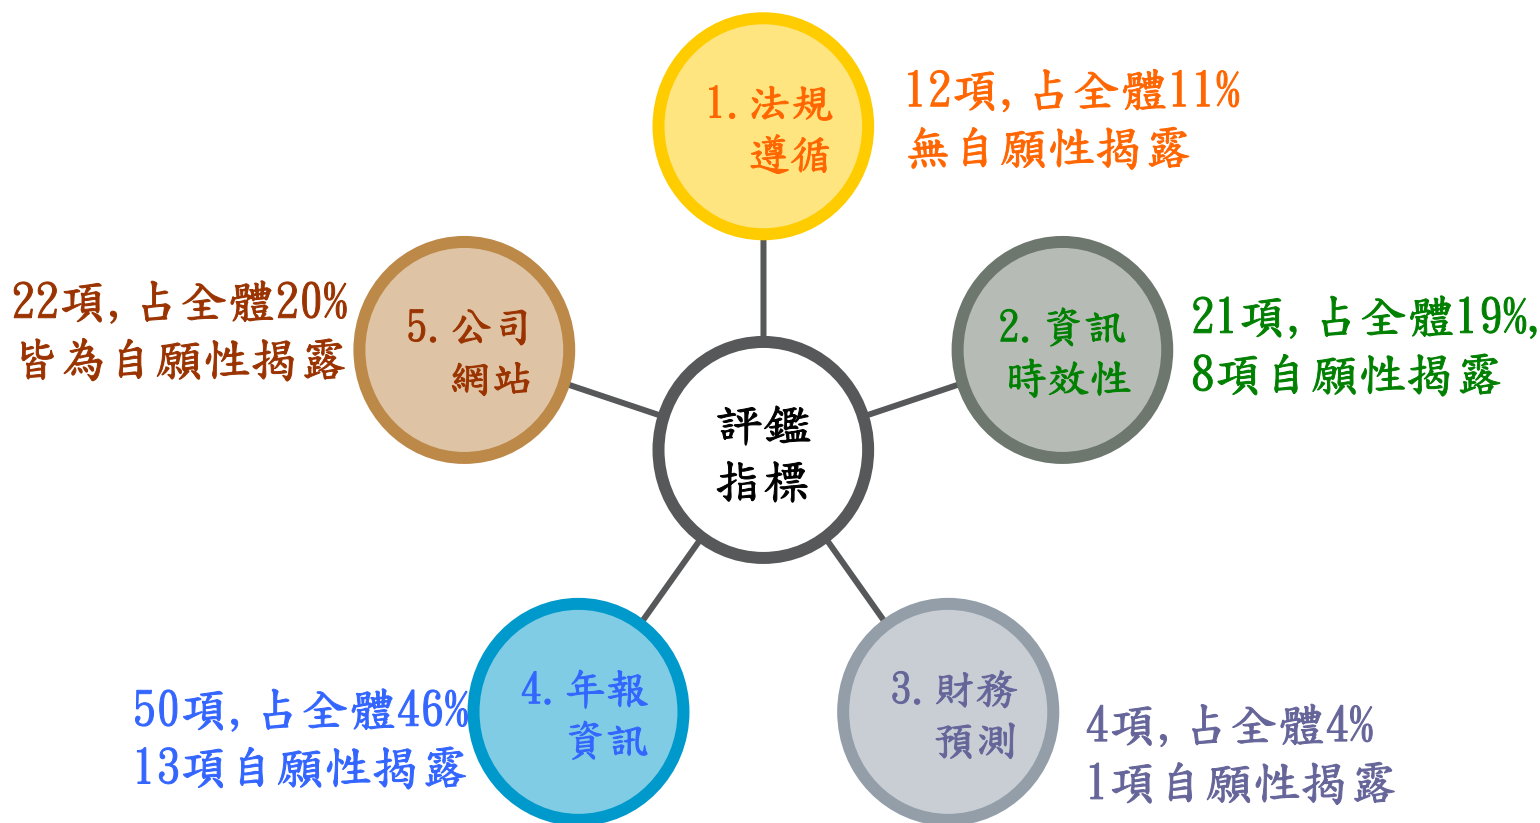 1.法規
遵循
12項,占全體11%
無自願性揭露
2.資訊
時效性
21項,占全體19%,
8項自願性揭露
3.財務
預測
4項,占全體4%
1項自願性揭露
4.年報
資訊
50項,占全體46%
13項自願性揭露
5.公司
網站
22項,占全體20%
皆為自願性揭露
評鑑
指標